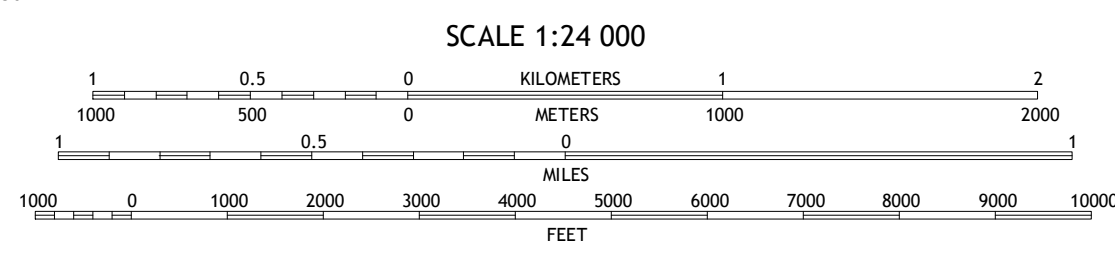 SCALE 1:24 000
1 0.5 0 KILOMETERS 1 2
1000 500 0 METERS 1000 2000
1 0.5 0 1
MILES
1000 0 1000 2000 3000 4000 5000 6000 7000 8000 9000 10000
FEET